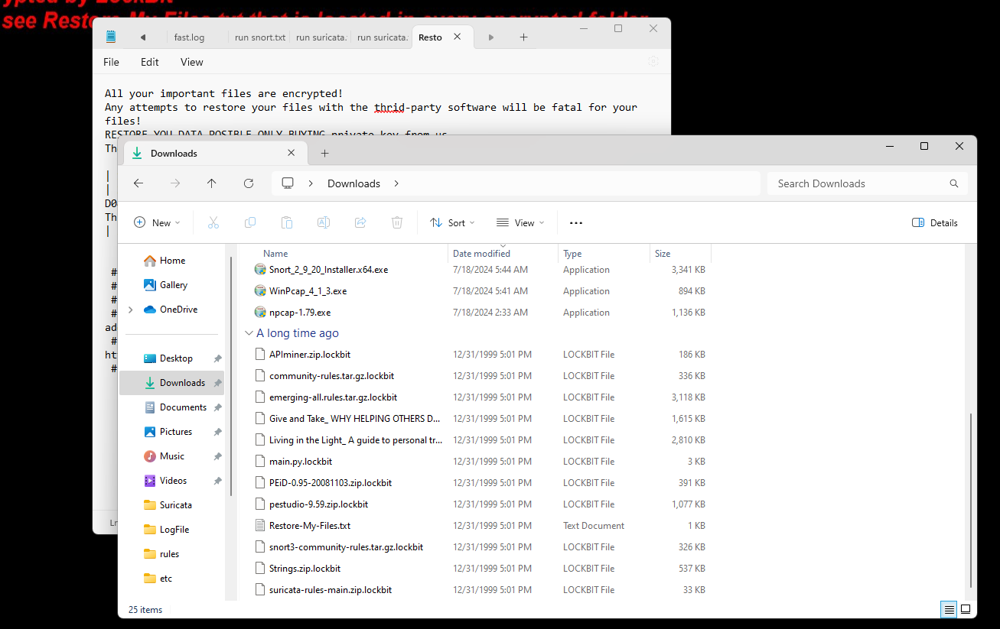 ypted by LockBit
see Restore-My-Files.txt that is located in every encrypted folder
fast.log
run snort.txt
run suricata.
run suricata.
Resto
File
Edit
View
All your important files are encrypted!
Any attempts to restore your files with the thrid-party software will be fatal for your
files!
RESTORE YOU DATA POSIBLE ONLY BUYING private key from us.
Th
|
|
D0
Th
|
#
#
#
#
ad
#
ht
#
Ln
Downloads
Downloads
Search Downloads
New
Sort
View
Details
Home
Gallery
OneDrive
Desktop
Downloads
Documents
Pictures
Music
Videos
Suricata
LogFile
rules
etc
Name Date modified Type Size
Snort_2_9_20_Installer.x64.exe 7/18/2024 5:44 AM Application 3,341 KB
WinPcap_4_1_3.exe 7/18/2024 5:41 AM Application 894 KB
npcap-1.79.exe 7/18/2024 2:33 AM Application 1,136 KB
A long time ago
APIminer.zip.lockbit 12/31/1999 5:01 PM LOCKBIT File 186 KB
community-rules.tar.gz.lockbit 12/31/1999 5:01 PM LOCKBIT File 336 KB
emerging-all.rules.tar.gz.lockbit 12/31/1999 5:01 PM LOCKBIT File 3,118 KB
Give and Take_ WHY HELPING OTHERS D... 12/31/1999 5:01 PM LOCKBIT File 1,615 KB
Living in the Light_ A guide to personal tr... 12/31/1999 5:01 PM LOCKBIT File 2,810 KB
main.py.lockbit 12/31/1999 5:01 PM LOCKBIT File 3 KB
PEiD-0.95-20081103.zip.lockbit 12/31/1999 5:01 PM LOCKBIT File 391 KB
pestudio-9.59.zip.lockbit 12/31/1999 5:01 PM LOCKBIT File 1,077 KB
Restore-My-Files.txt 12/31/1999 5:01 PM Text Document 1 KB
snort3-community-rules.tar.gz.lockbit 12/31/1999 5:01 PM LOCKBIT File 326 KB
Strings.zip.lockbit 12/31/1999 5:01 PM LOCKBIT File 537 KB
suricata-rules-main.zip.lockbit 12/31/1999 5:01 PM LOCKBIT File 33 KB
25 items